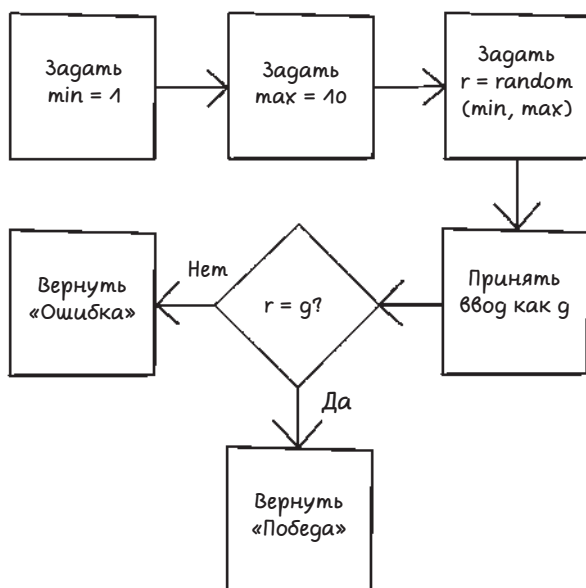 Задать
min = 1
Задать
max = 10
Задать
r = random
(min, max)
Принять
ввод как g
r = g?
Нет
Вернуть
«Ошибка»
Да
Вернуть
«Победа»